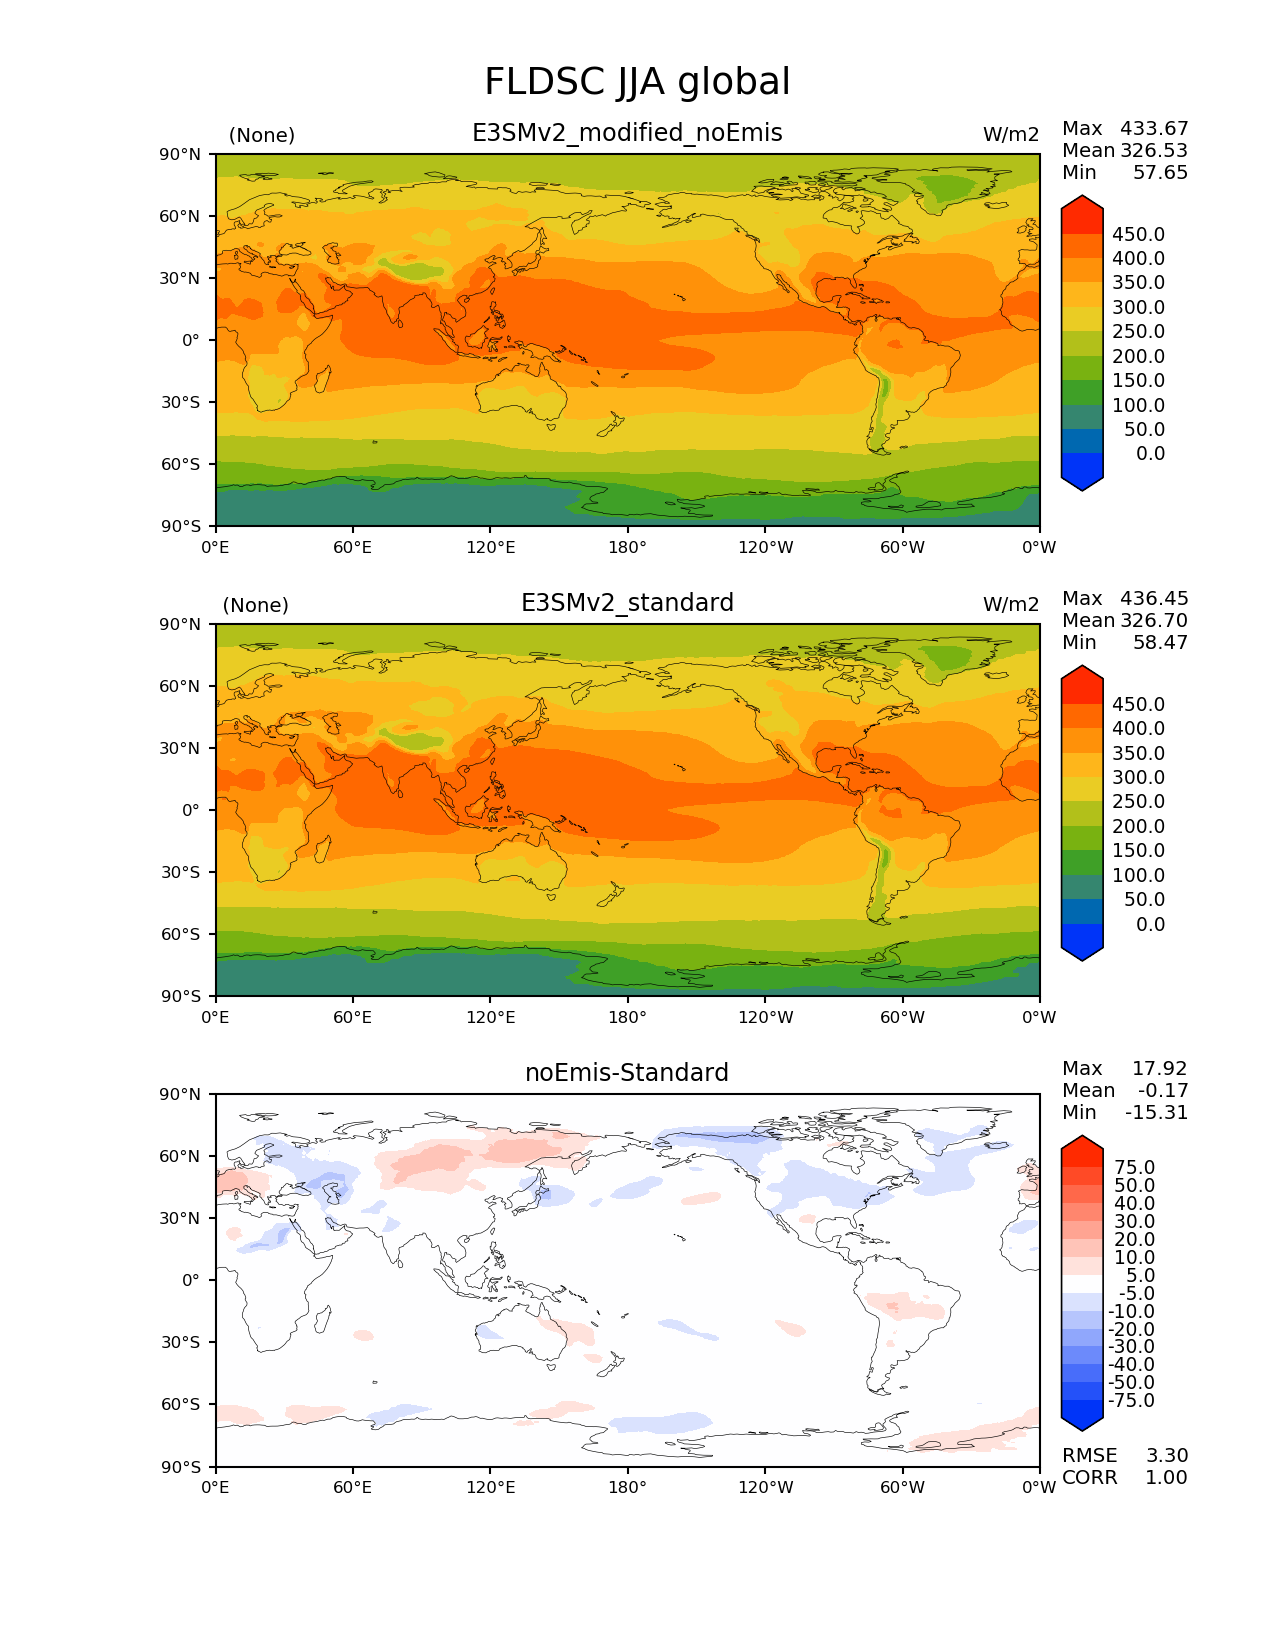 FLDSC JJA global
(None) E3SMv2_modified_noEmis W/m2
Max 433.67
Mean 326.53
Min 57.65
90°N
60°N
30°N
0°
30°S
60°S
90°S
0°E 60°E 120°E 180° 120°W 60°W 0°W
450.0
400.0
350.0
300.0
250.0
200.0
150.0
100.0
50.0
0.0
(None) E3SMv2_standard W/m2
Max 436.45
Mean 326.70
Min 58.47
90°N
60°N
30°N
0°
30°S
60°S
90°S
0°E 60°E 120°E 180° 120°W 60°W 0°W
450.0
400.0
350.0
300.0
250.0
200.0
150.0
100.0
50.0
0.0
noEmis-Standard
Max 17.92
Mean -0.17
Min -15.31
90°N
60°N
30°N
0°
30°S
60°S
90°S
0°E 60°E 120°E 180° 120°W 60°W 0°W
75.0
50.0
40.0
30.0
20.0
10.0
5.0
-5.0
-10.0
-20.0
-30.0
-40.0
-50.0
-75.0
RMSE 3.30
CORR 1.00